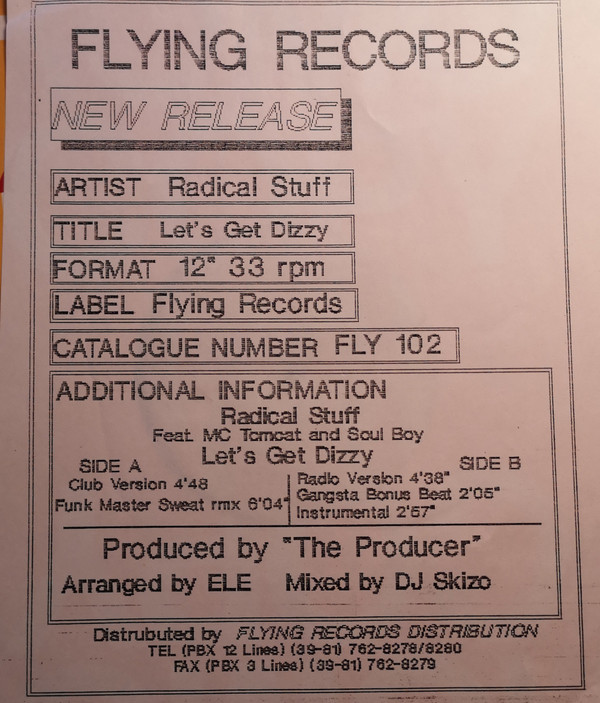 FLYING RECORDS
NEW RELEASE
ARTIST Radical Stuff
TITLE Let's Get Dizzy
FORMAT 12" 33 rpm
LABEL Flying Records
CATALOGUE NUMBER FLY 102
ADDITIONAL INFORMATION
Radical Stuff
Feat. MC Tomcat and Soul Boy
Let's Get Dizzy
SIDE A
Club Version 4'48
Funk Master Sweat rmx 6'04"
SIDE B
Radio Version 4'38"
Gangsta Bonus Beat 2'05"
Instrumental 2'57"
Produced by "The Producer"
Arranged by ELE Mixed by DJ Skizo
Distrubuted by FLYING RECORDS DISTRIBUTION
TEL (PBX 12 Lines) (39-81) 762-8278/8280
FAX (PBX 3 Lines) (39-81) 762-8279